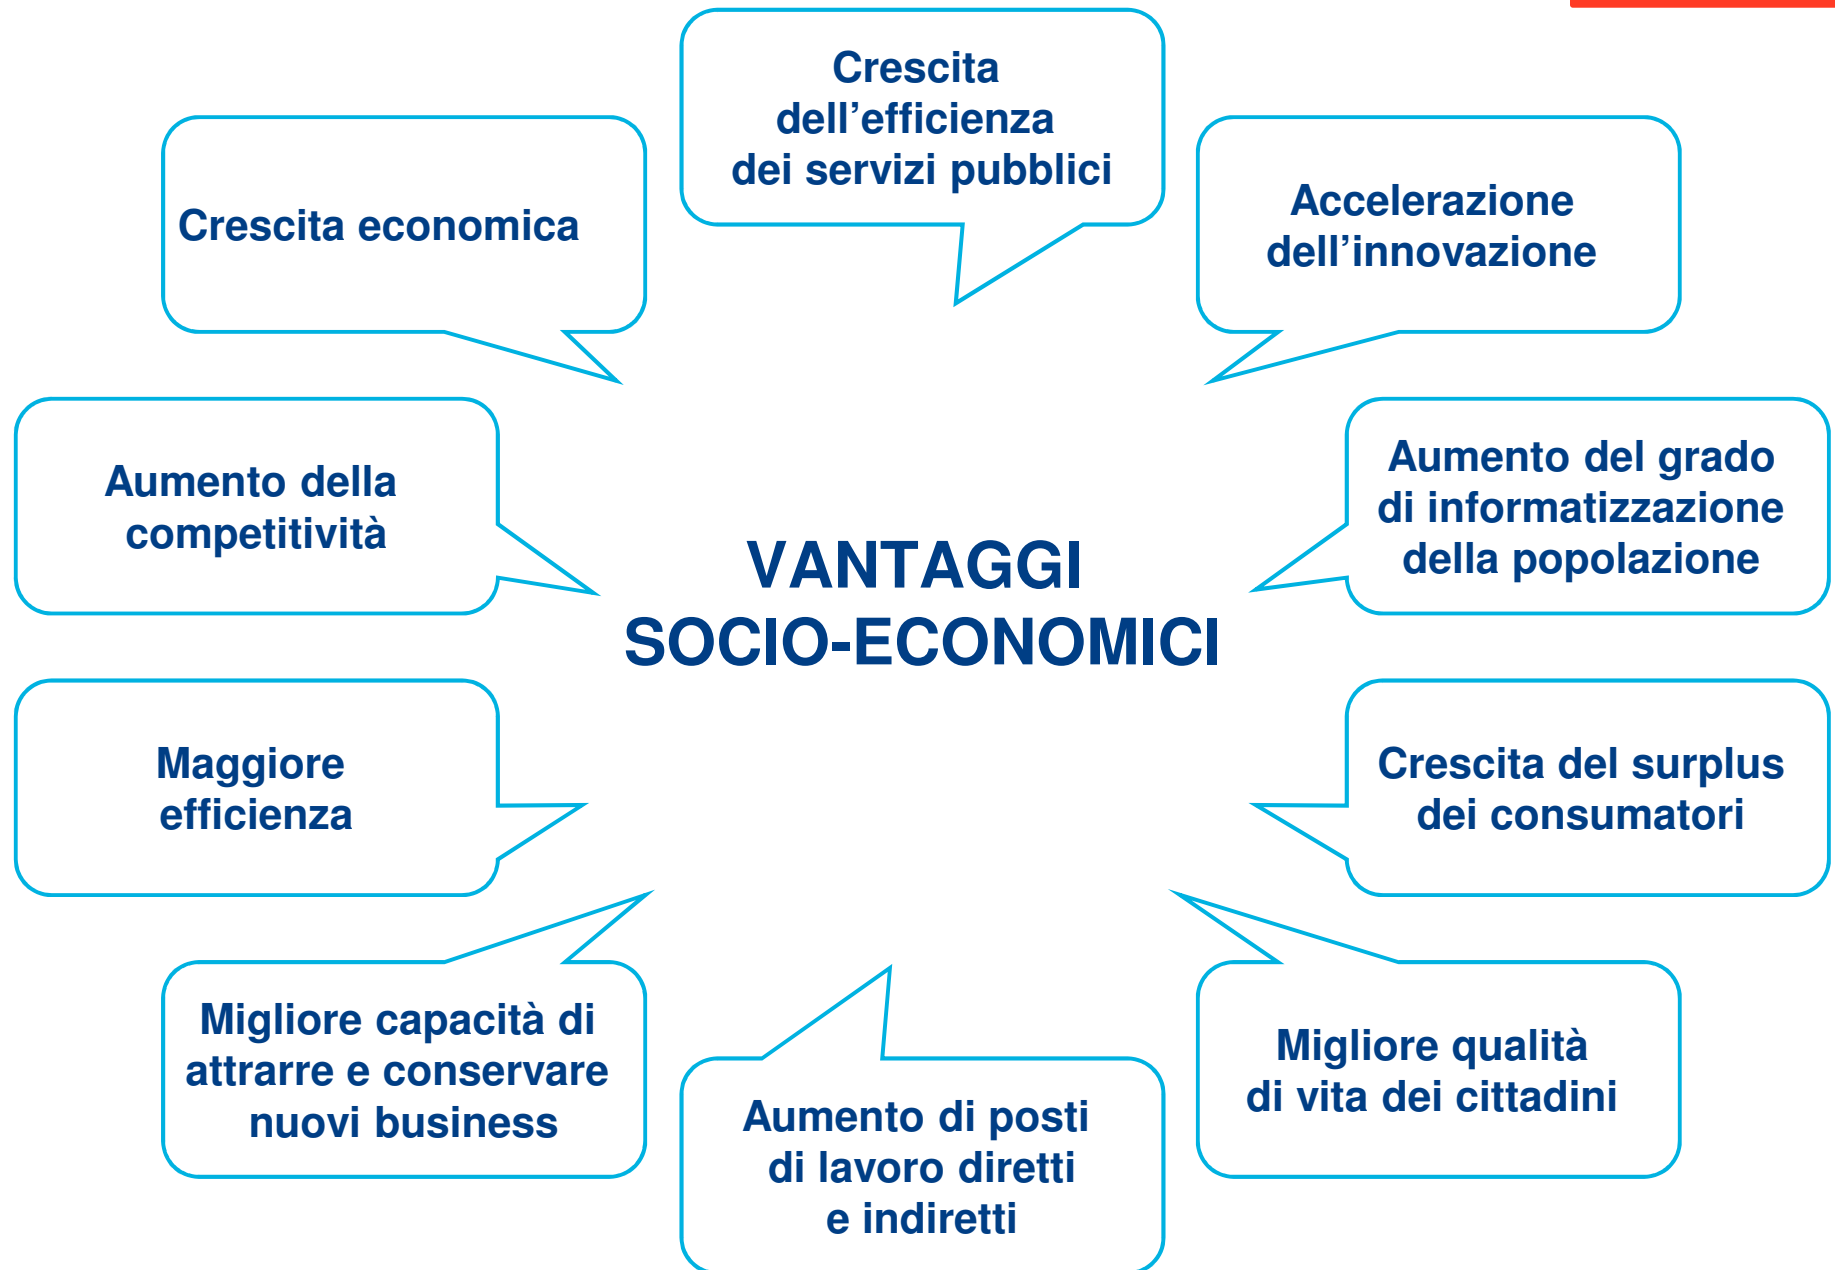 Crescita
dell’efficienza
dei servizi pubblici
Crescita economica
Accelerazione
dell’innovazione
Aumento della
competitività
Aumento del grado
di informatizzazione
della popolazione
VANTAGGI
SOCIO-ECONOMICI
Maggiore
efficienza
Crescita del surplus
dei consumatori
Migliore capacità di
attrarre e conservare
nuovi business
Aumento di posti
di lavoro diretti
e indiretti
Migliore qualità
di vita dei cittadini